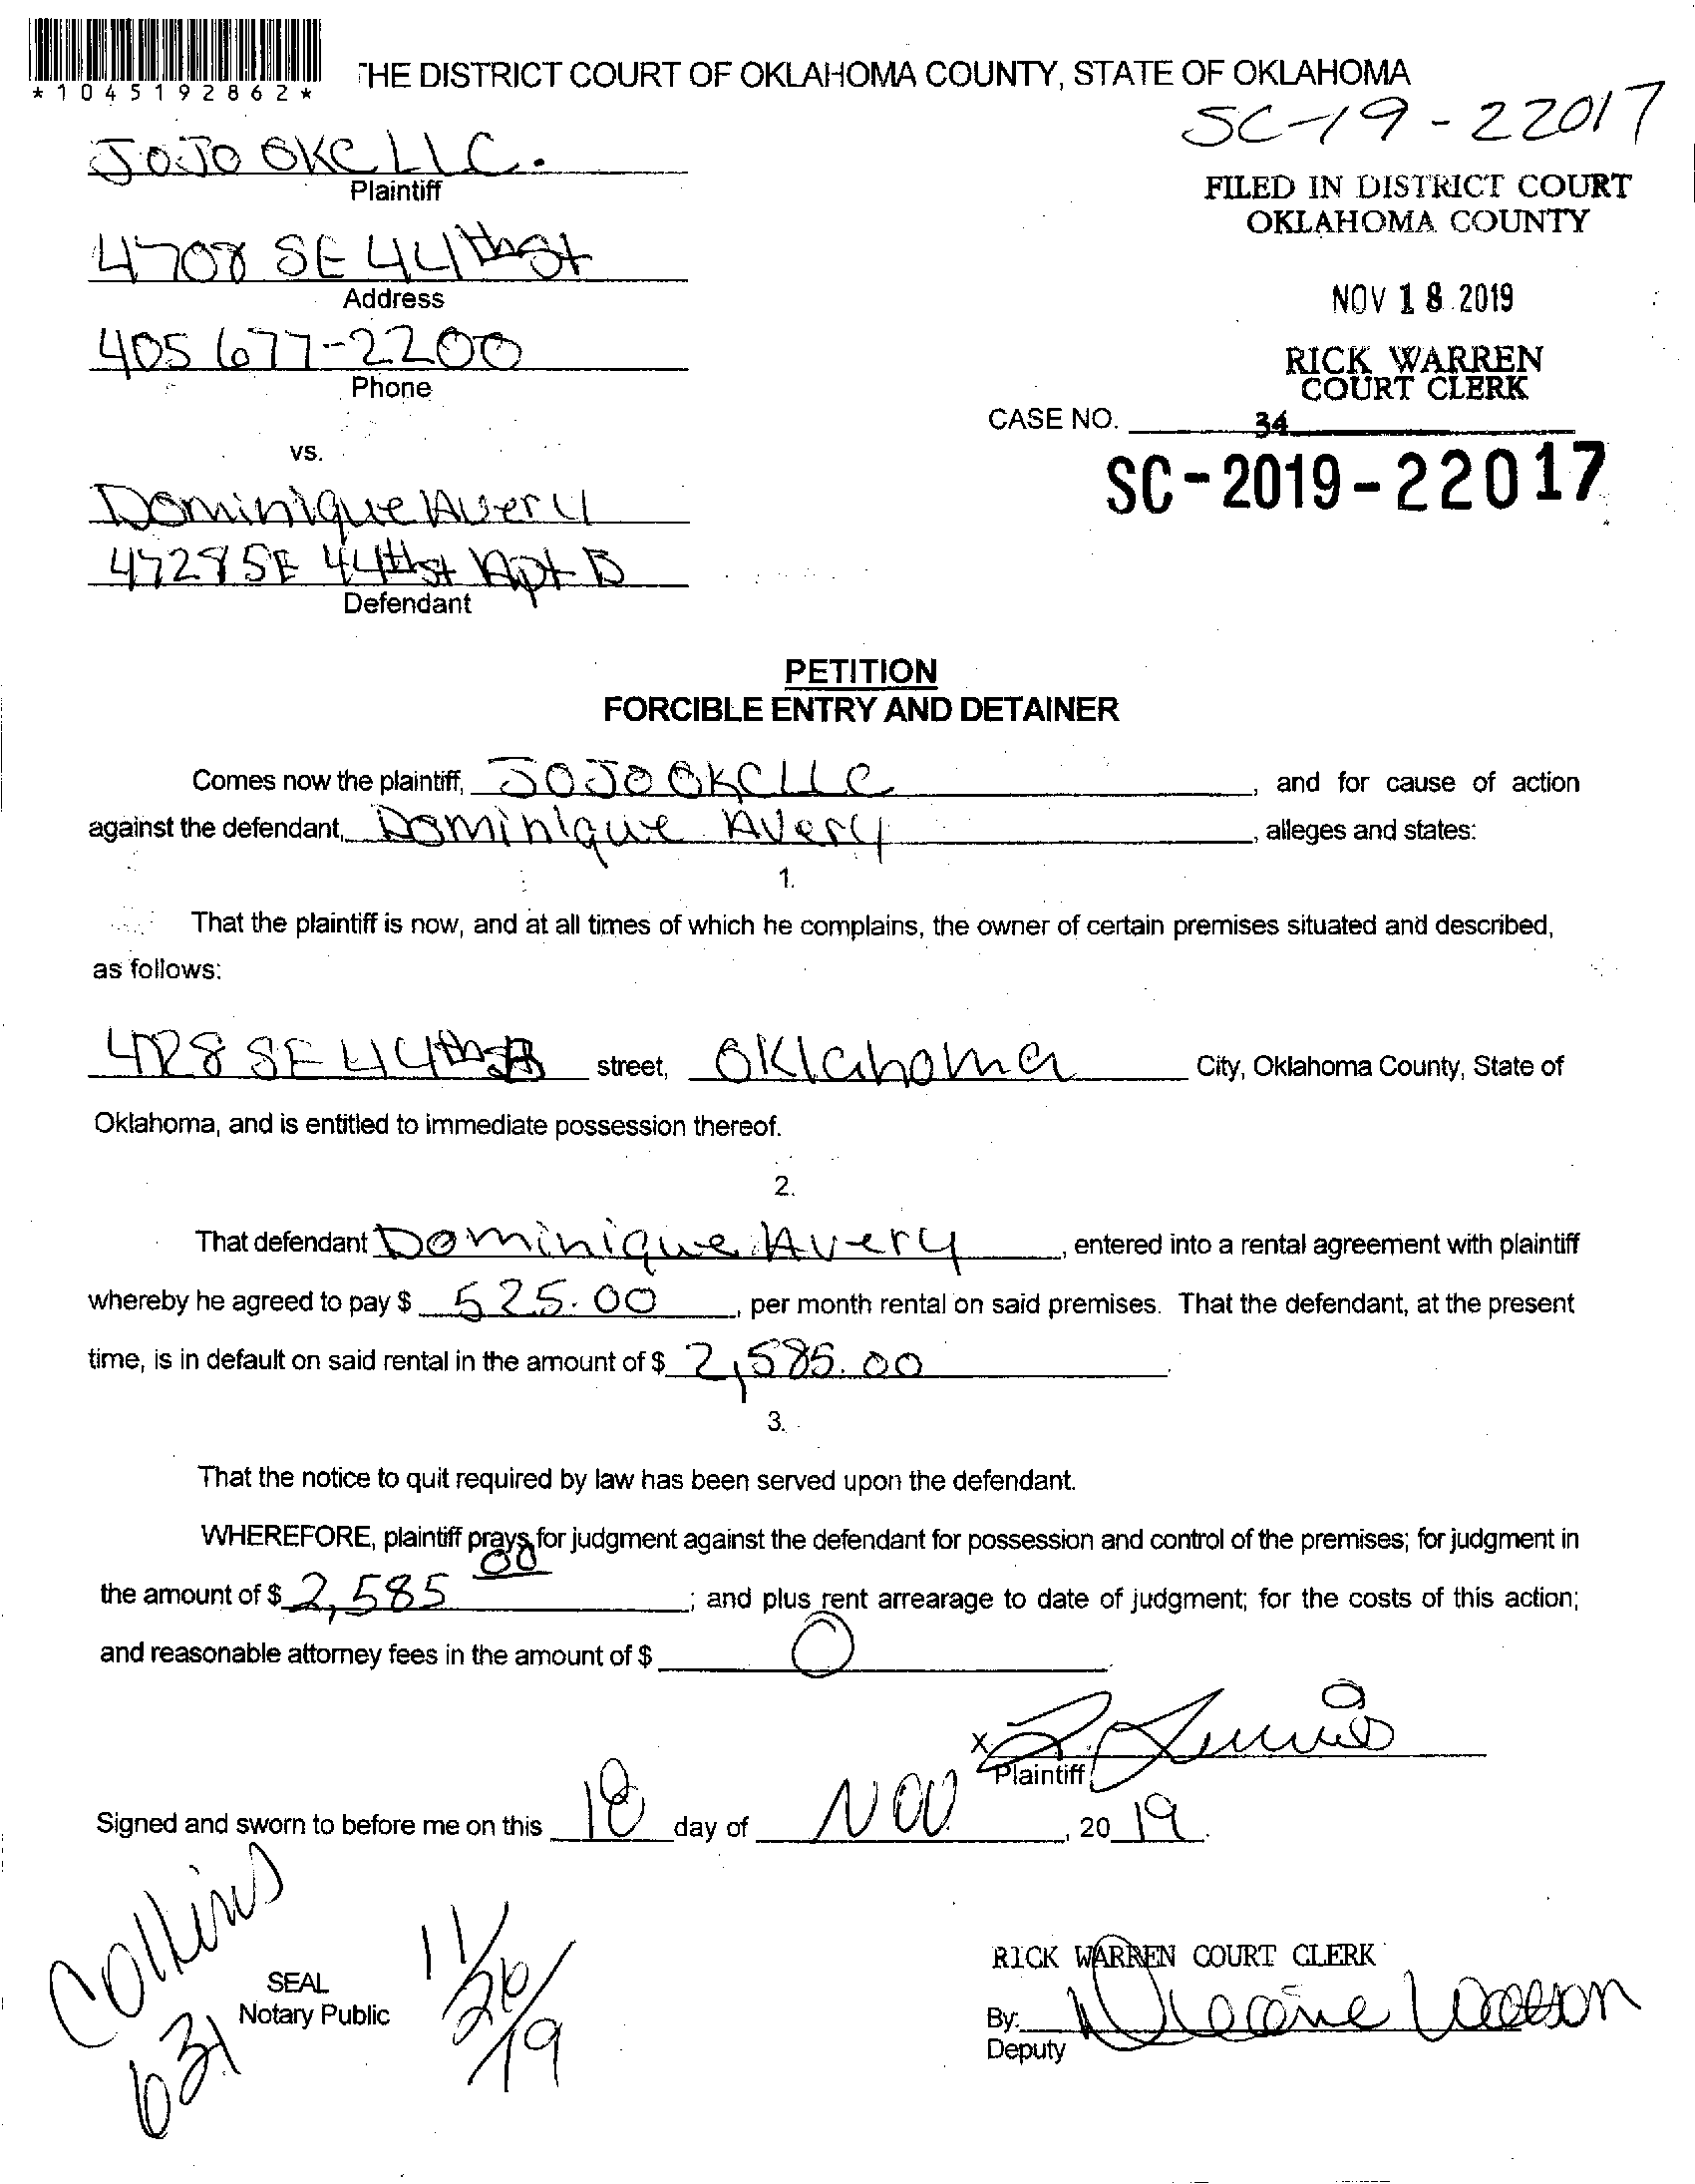 *1045192862*
THE DISTRICT COURT OF OKLAHOMA COUNTY, STATE OF OKLAHOMA
SC-19-22017
JOJO OKC LLC.
Plaintiff
FILED IN DISTRICT COURT
OKLAHOMA COUNTY
4708 SE 44th St
Address
NOV 18 2019
405 677-2200
Phone
RICK WARREN
COURT CLERK
CASE NO.
34
vs.
SC-2019-22017
Dominique Avery
4728 SE 44th st Apt B
Defendant
PETITION
FORCIBLE ENTRY AND DETAINER
Comes now the plaintiff, JOJO OKC LLC, and for cause of action
against the defendant, Dominique Avery, alleges and states:
1.
That the plaintiff is now, and at all times of which he complains, the owner of certain premises situated and described,
as follows:
4728 SE 44th B street, Oklahoma City, Oklahoma County, State of
Oklahoma, and is entitled to immediate possession thereof.
2.
That defendant Dominique Avery, entered into a rental agreement with plaintiff
whereby he agreed to pay $ 525.00, per month rental on said premises. That the defendant, at the present
time, is in default on said rental in the amount of $ 2,585.00.
3.
That the notice to quit required by law has been served upon the defendant.
WHEREFORE, plaintiff prays for judgment against the defendant for possession and control of the premises; for judgment in
the amount of $ 2,585 00; and plus rent arrearage to date of judgment; for the costs of this action;
and reasonable attorney fees in the amount of $ 0.
X
Plaintiff
Signed and sworn to before me on this 18 day of NOV, 2019.
Collins
631
SEAL
Notary Public
11/26/19
RICK WARREN COURT CLERK
By: Watson
Deputy